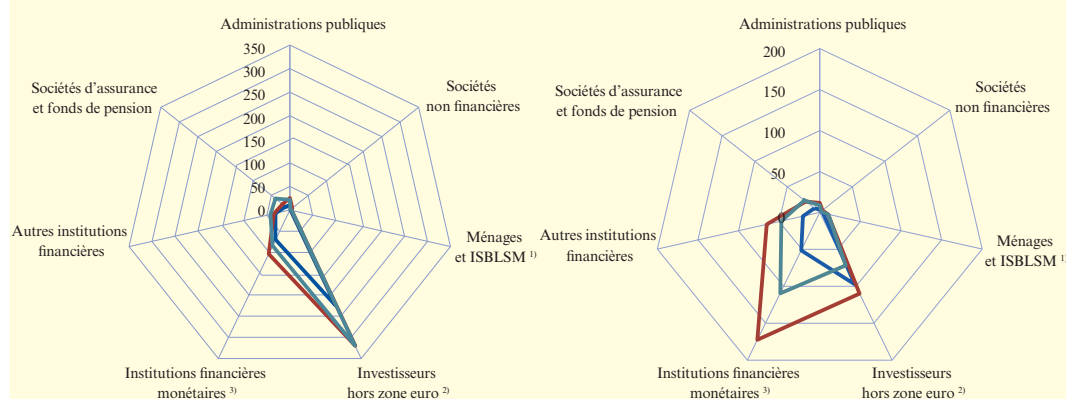 Administrations publiques
350
300
250
200
150
100
50
0
Sociétés d'assurance
et fonds de pension
Sociétés
non financières
Autres institutions
financières
Ménages
et ISBLSM 1)
Institutions financières
monétaires 3)
Investisseurs
hors zone euro 2)
Administrations publiques
200
150
100
50
0
Sociétés d'assurance
et fonds de pension
Sociétés
non financières
Autres institutions
financières
Ménages
et ISBLSM 1)
Institutions financières
monétaires 3)
Investisseurs
hors zone euro 2)